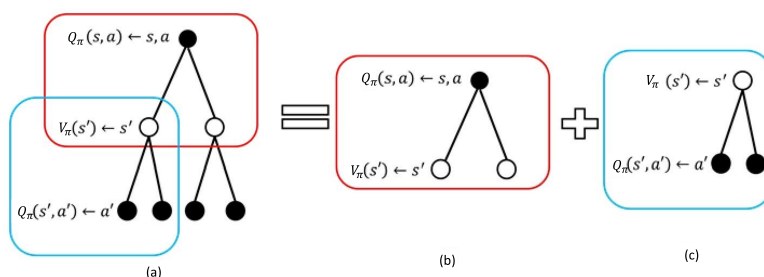 Qπ(s, a) ← s, a
Vπ(s′) ← s′
Qπ(s′, a′) ← a′
(a)
Qπ(s, a) ← s, a
Vπ(s′) ← s′
(b)
Vπ (s′) ← s′
Qπ(s′, a′) ← a′
(c)